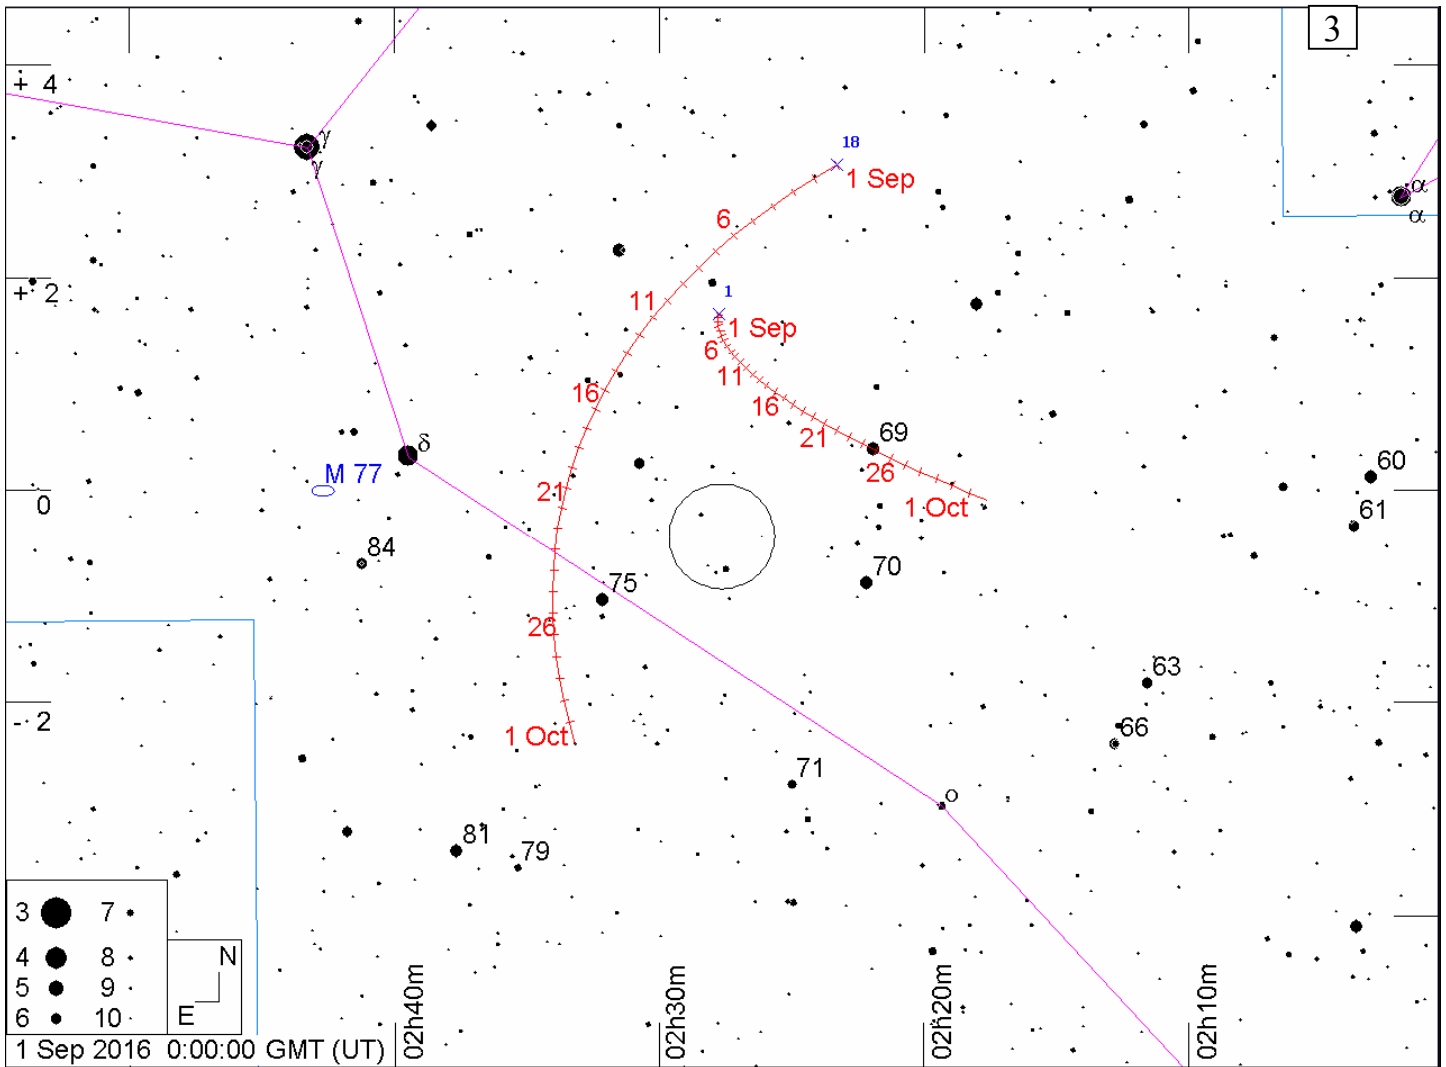 3
+ 4
γ
γ
18
1 Sep
α
α
6
+ 2
11
1
1 Sep
6
11
16
16
21
69
26
δ
M 77
21
1 Oct
60
0
61
84
70
75
26
63
- 2
66
1 Oct
71
o
81
79
3 7
4 8
5 9
6 10
N
E
02h40m
02h30m
02h20m
02h10m
1 Sep 2016 0:00:00 GMT (UT)